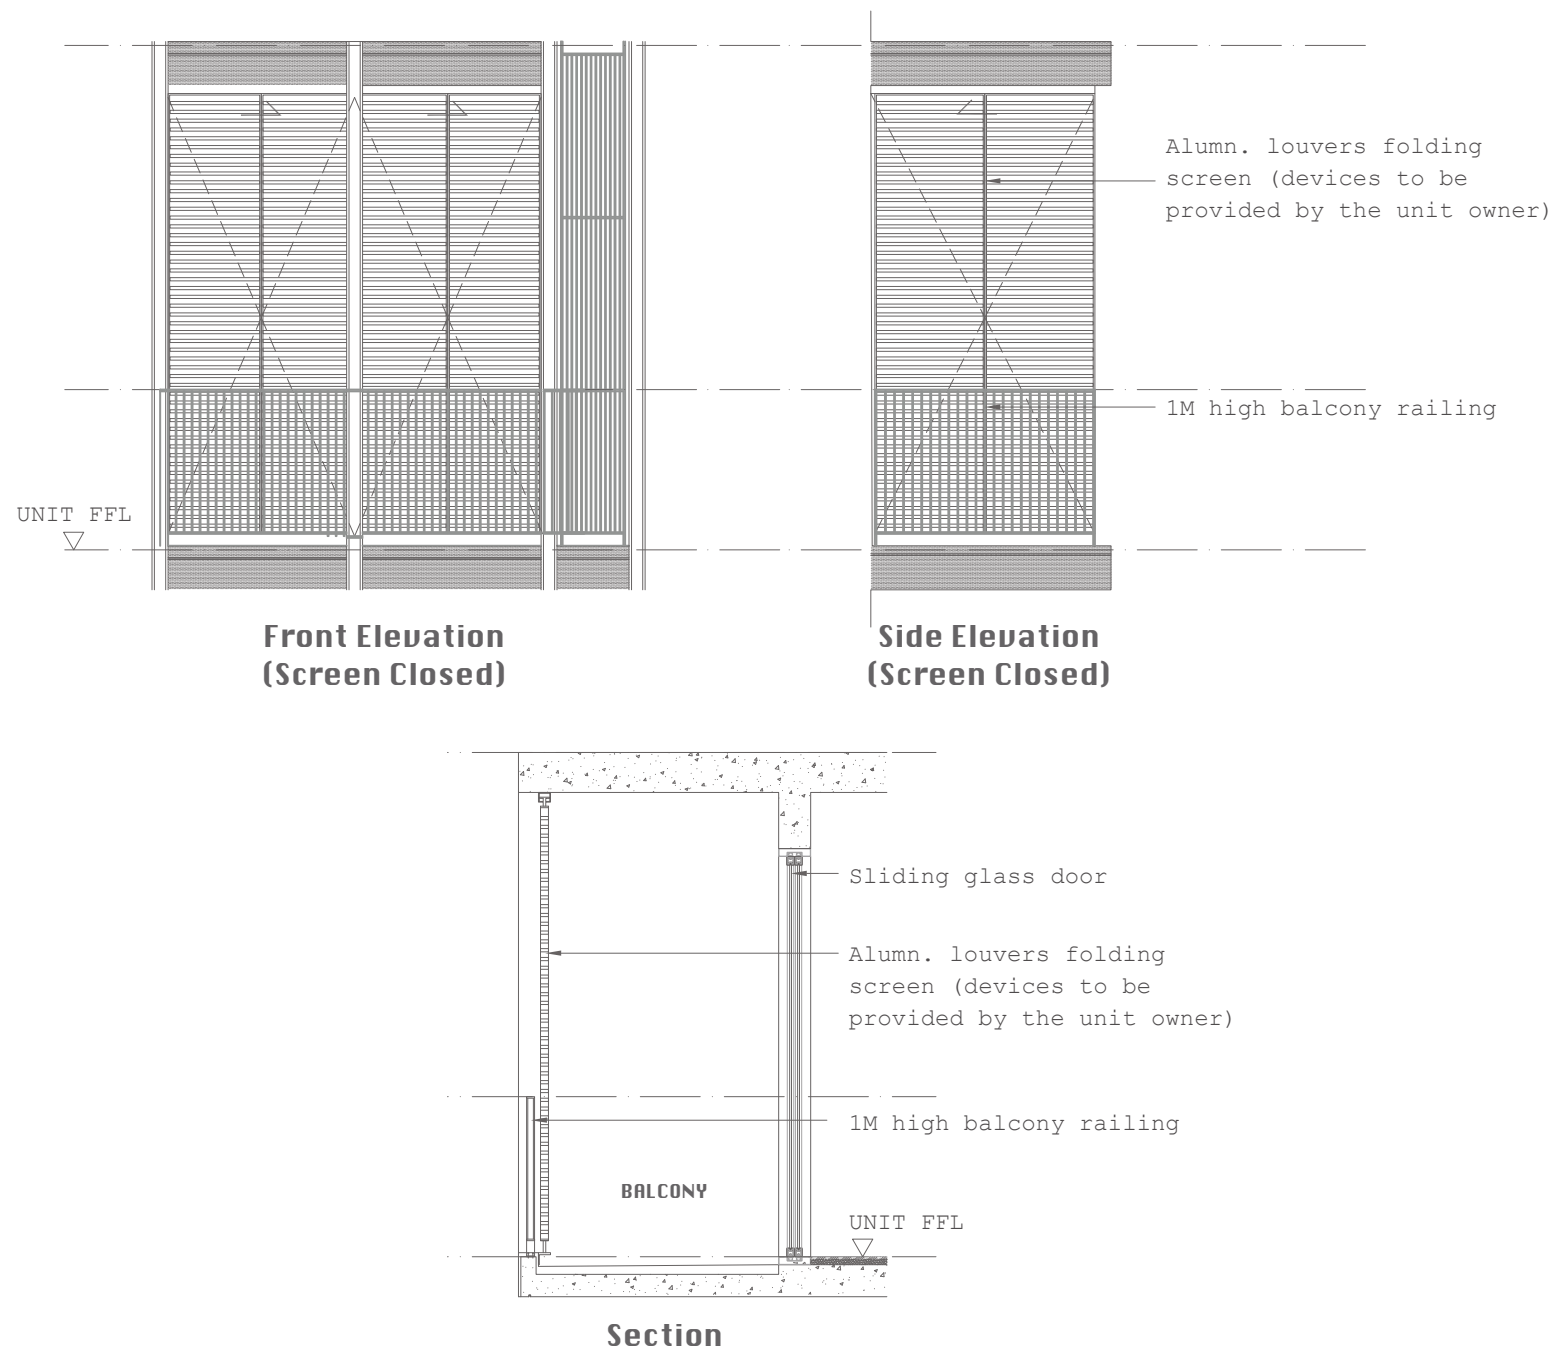 Alumn. louvers folding
screen (devices to be
provided by the unit owner)
1M high balcony railing
UNIT FFL
Front Elevation
(Screen Closed)
Side Elevation
(Screen Closed)
Sliding glass door
Alumn. louvers folding
screen (devices to be
provided by the unit owner)
1M high balcony railing
BALCONY
UNIT FFL
Section